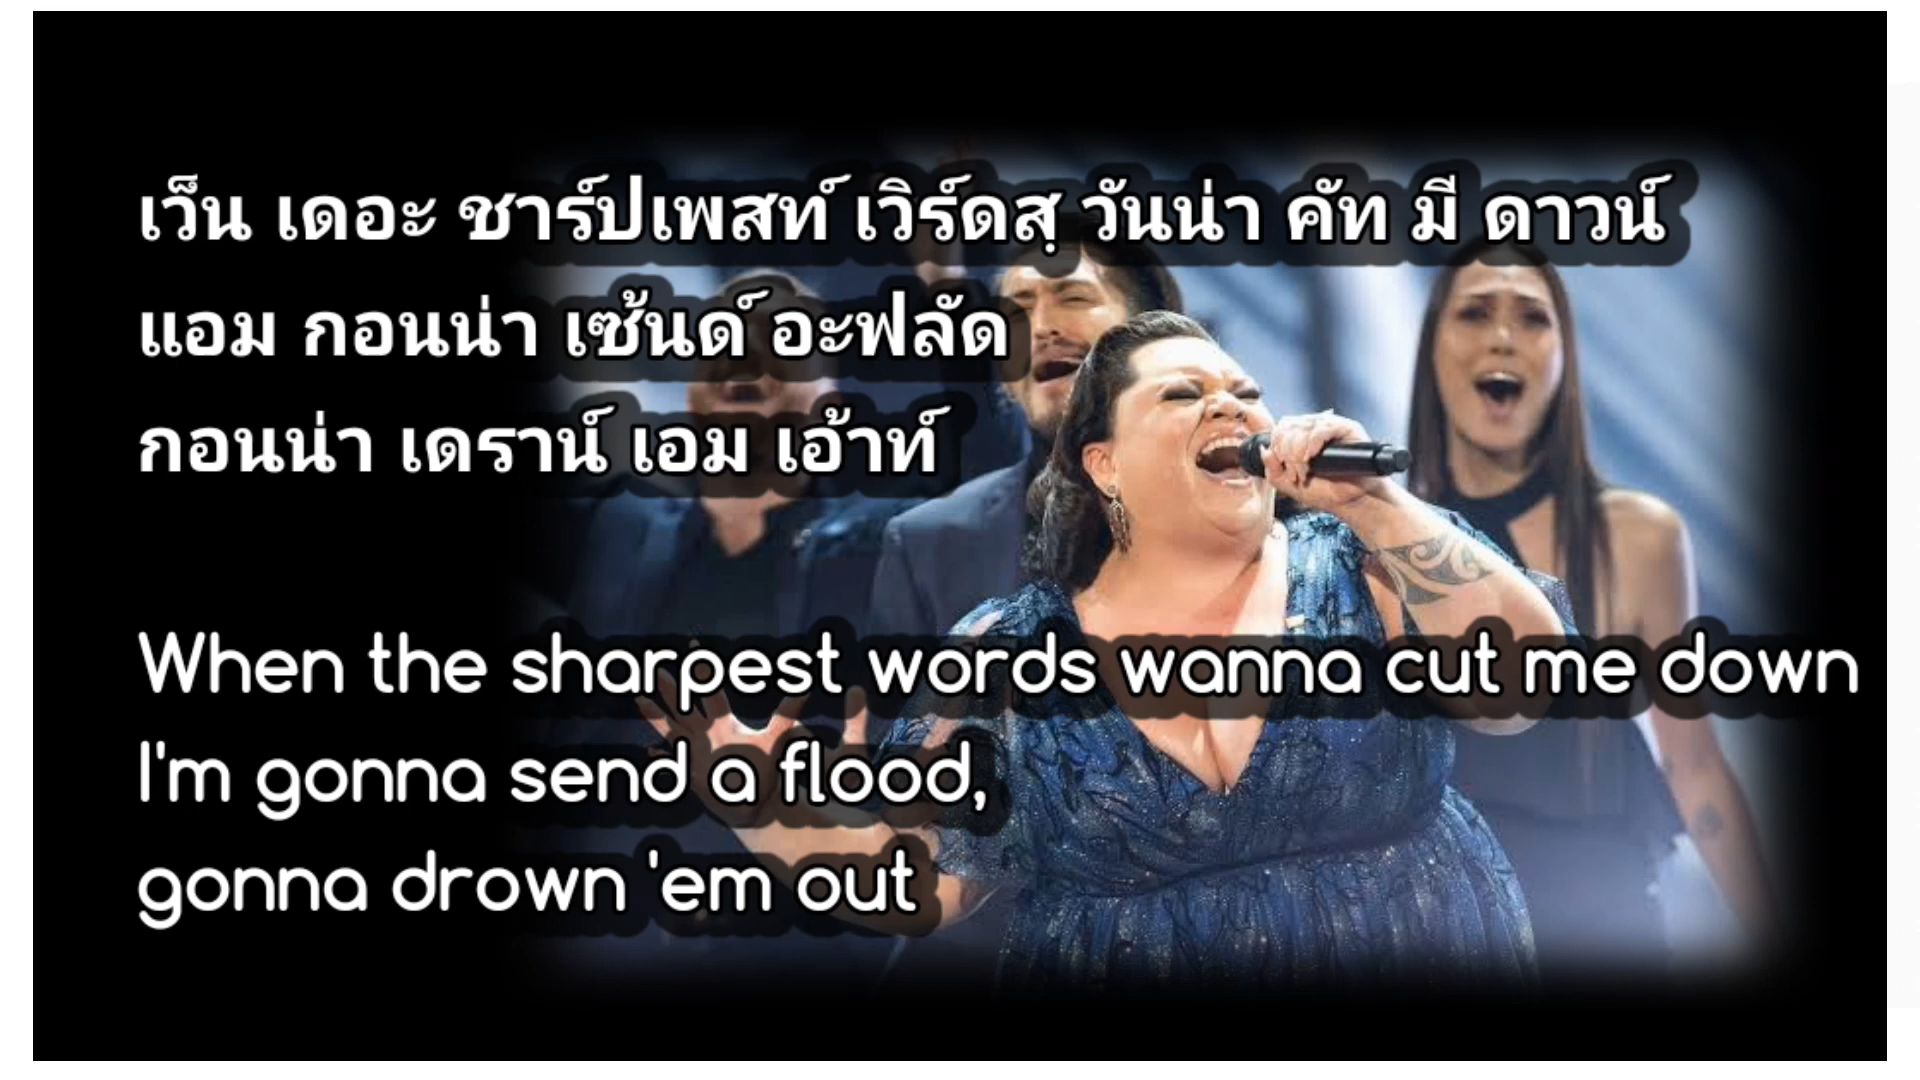 เว็น เดอะ ชาร์ปเพสท์ เวิร์ดสฺ วันน่า คัท มี ดาวน์
แอม กอนน่า เซ้นด์ อะฟลัด
กอนน่า เดราน์ เอม เอ้าท์
When the sharpest words wanna cut me down
I'm gonna send a flood,
gonna drown 'em out